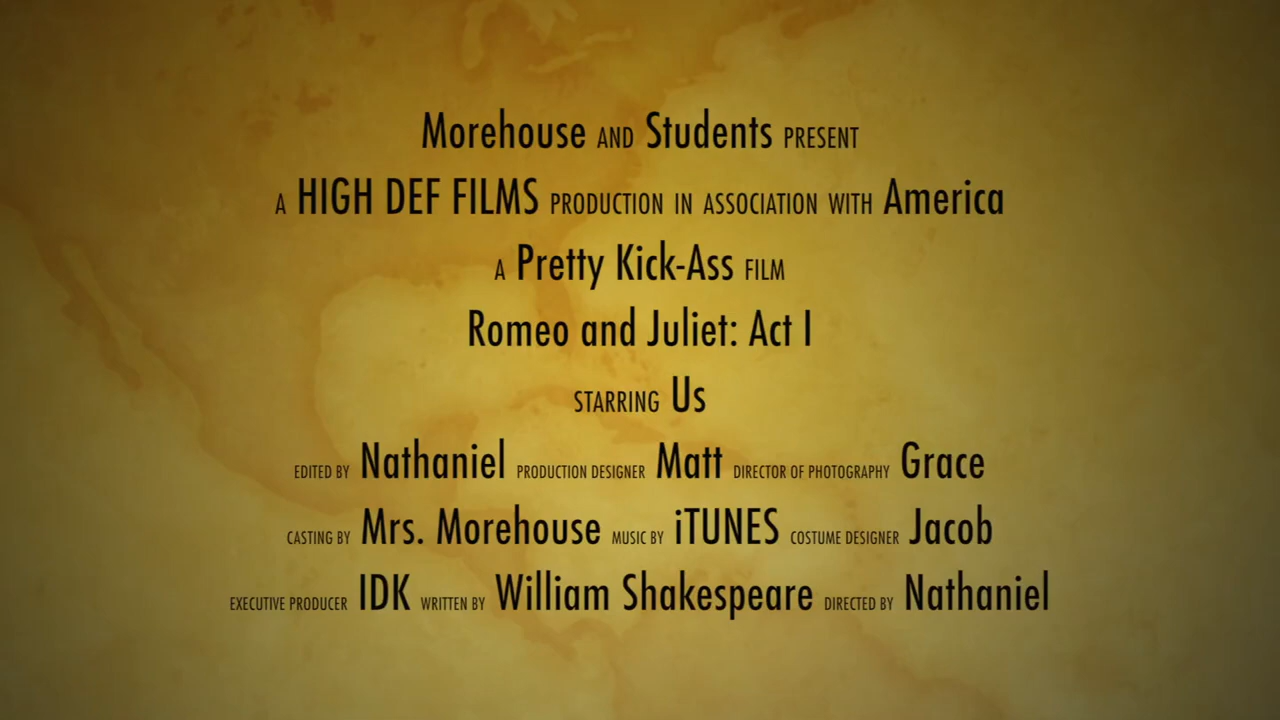 Morehouse AND Students PRESENT
A HIGH DEF FILMS PRODUCTION IN ASSOCIATION WITH America
A Pretty Kick-Ass FILM
Romeo and Juliet: Act I
STARRING Us
EDITED BY Nathaniel PRODUCTION DESIGNER Matt DIRECTOR OF PHOTOGRAPHY Grace
CASTING BY Mrs. Morehouse MUSIC BY iTUNES COSTUME DESIGNER Jacob
EXECUTIVE PRODUCER IDK WRITTEN BY William Shakespeare DIRECTED BY Nathaniel